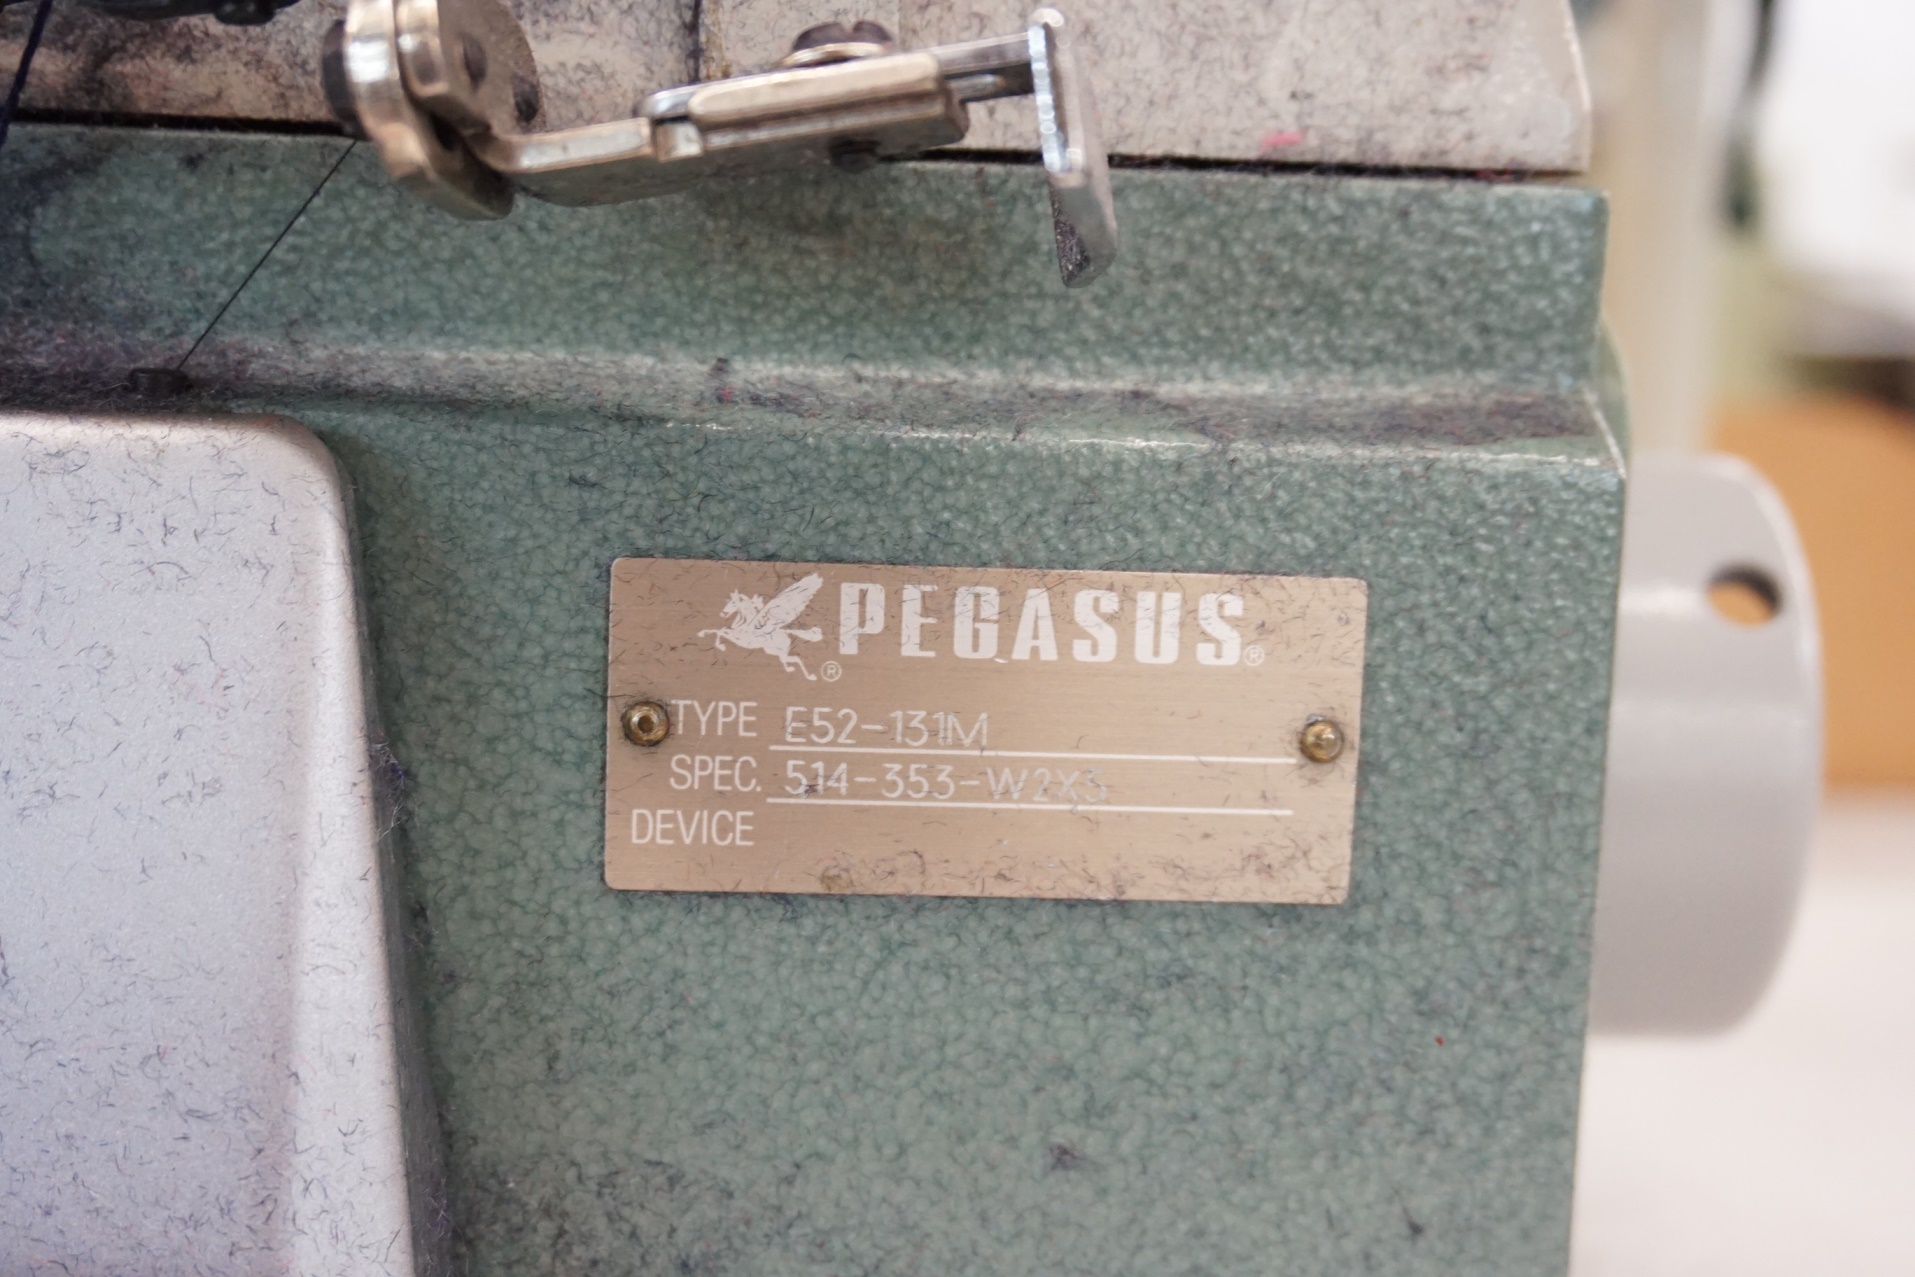 PEGASUS®
®
TYPE E52-131M
SPEC. 514-353-W2X3
DEVICE